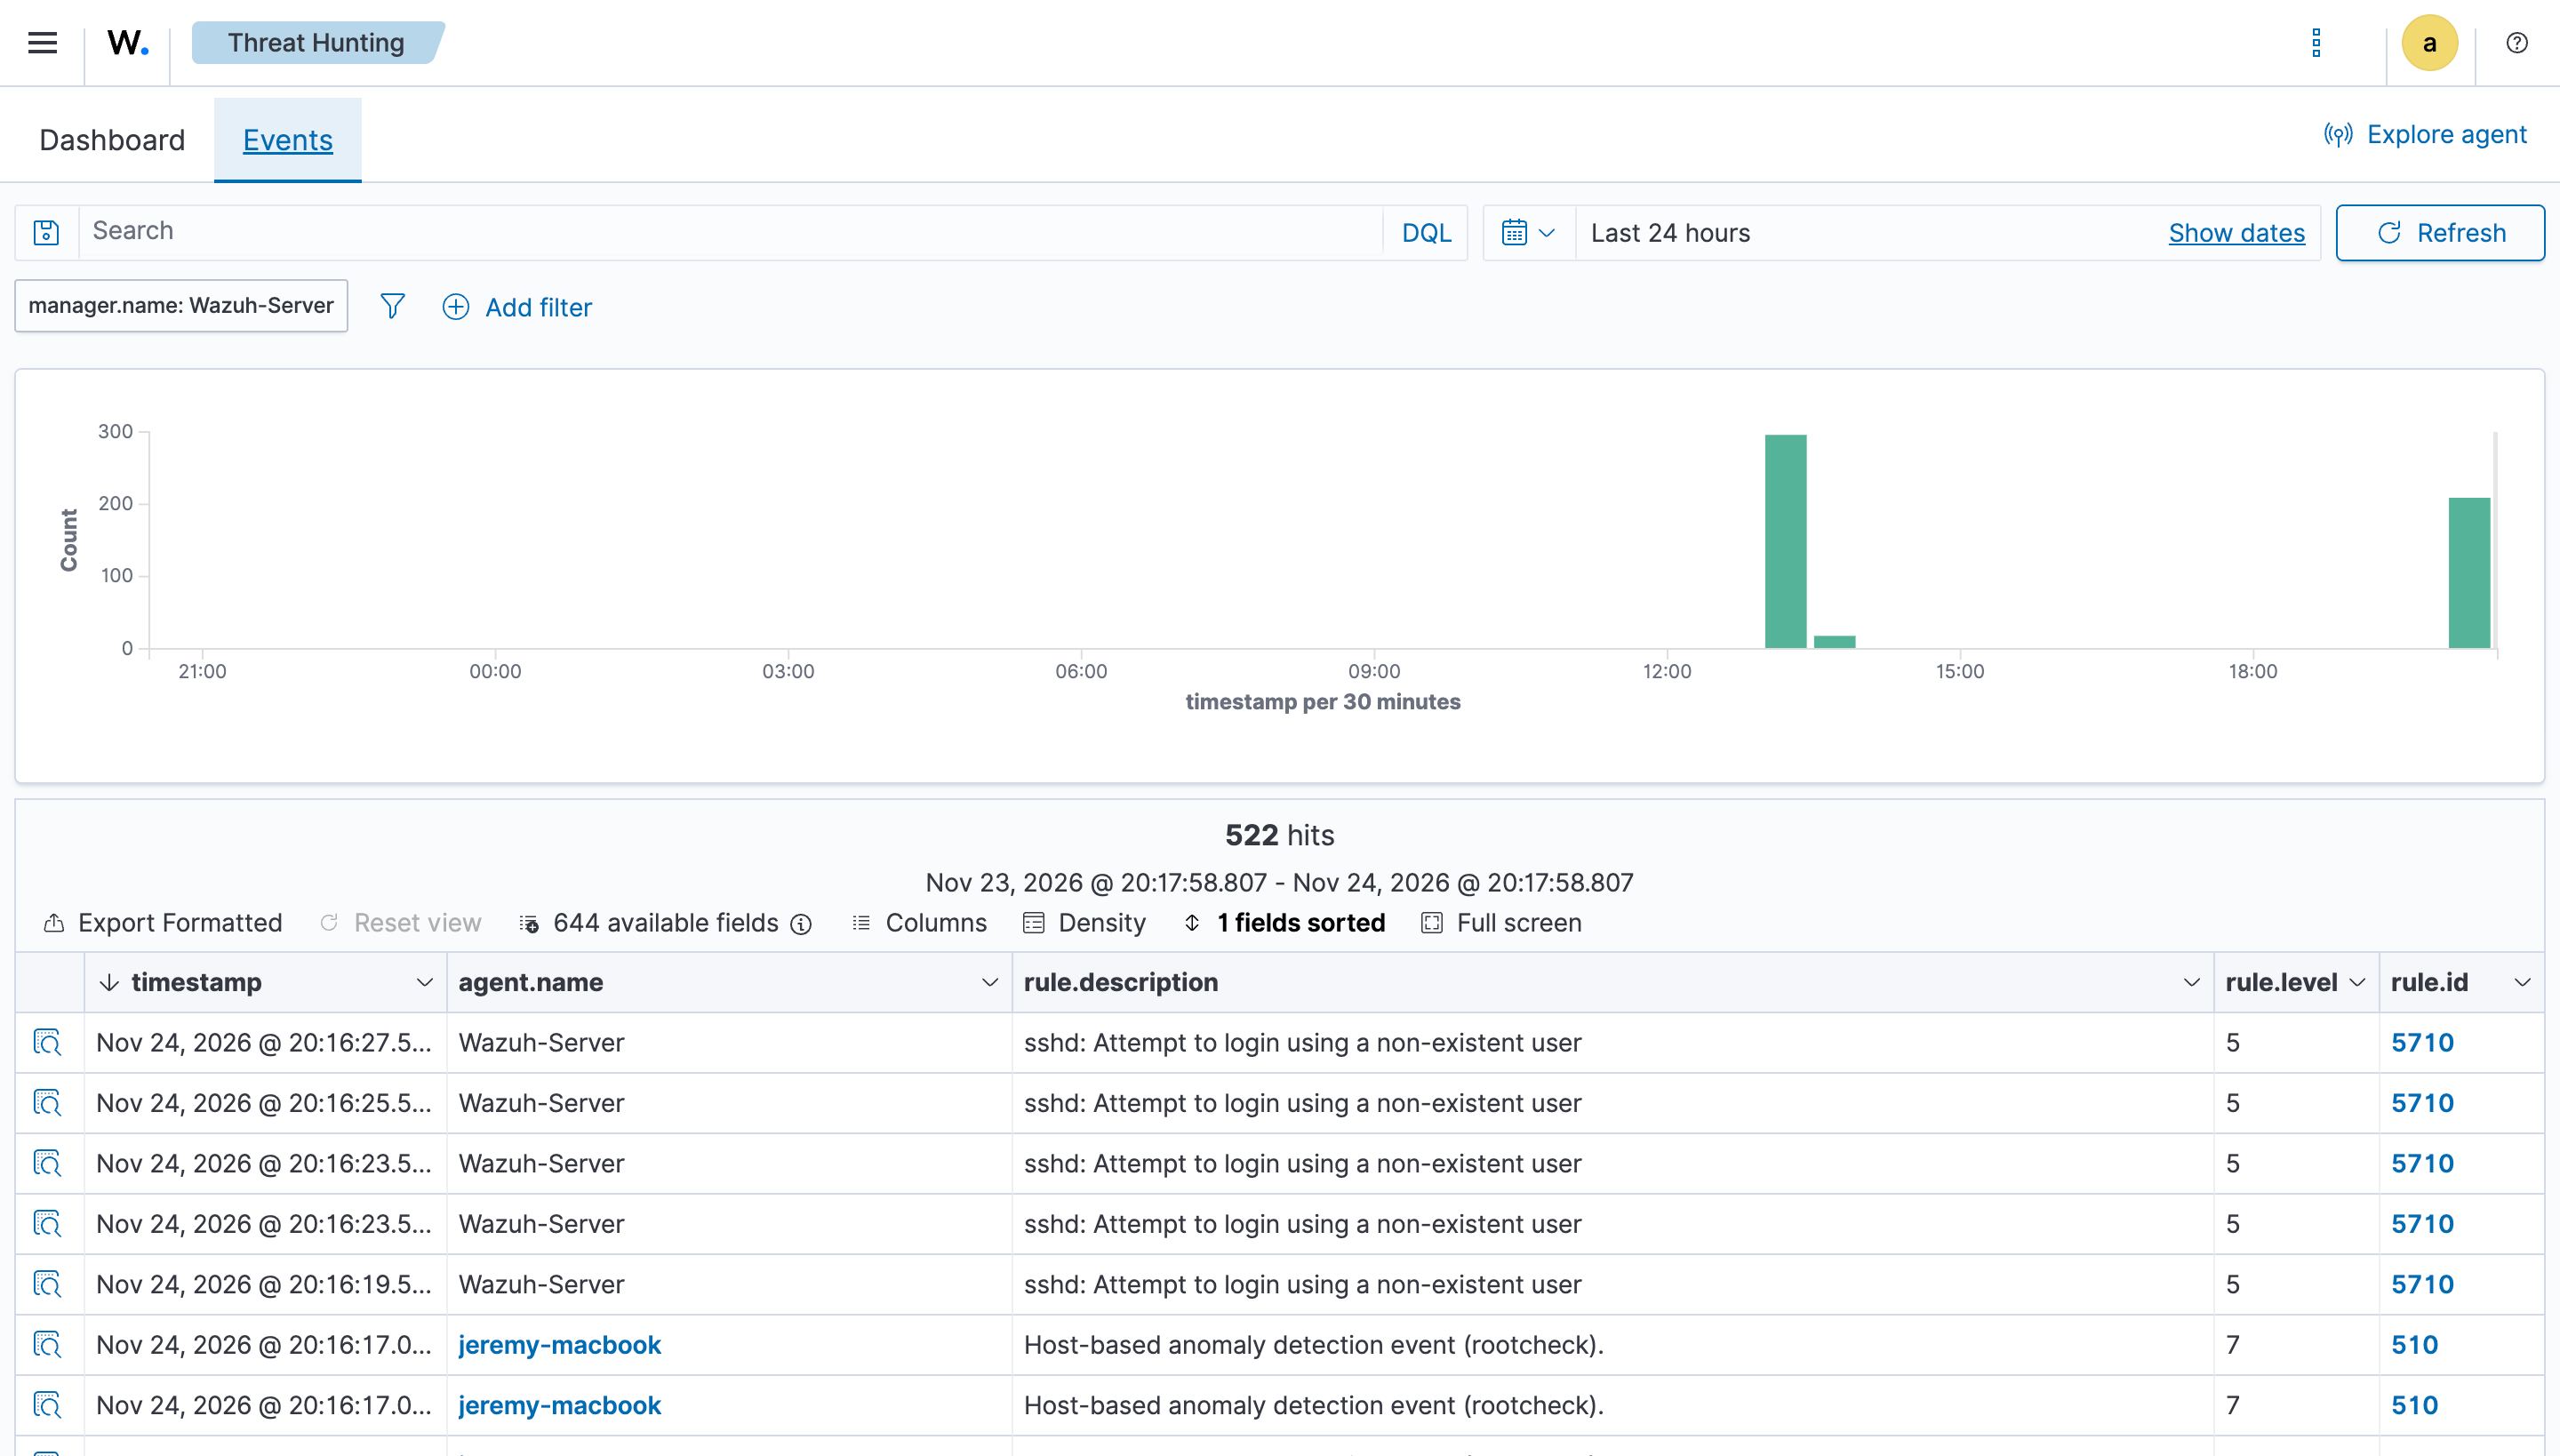 W. Threat Hunting a
Dashboard Events Explore agent
Search DQL Last 24 hours Show dates Refresh
manager.name: Wazuh-Server Add filter
300
200
100
0
Count
21:00 00:00 03:00 06:00 09:00 12:00 15:00 18:00
timestamp per 30 minutes
522 hits
Nov 23, 2026 @ 20:17:58.807 - Nov 24, 2026 @ 20:17:58.807
Export Formatted Reset view 644 available fields Columns Density 1 fields sorted Full screen
timestamp agent.name rule.description rule.level rule.id
Nov 24, 2026 @ 20:16:27.5... Wazuh-Server sshd: Attempt to login using a non-existent user 5 5710
Nov 24, 2026 @ 20:16:25.5... Wazuh-Server sshd: Attempt to login using a non-existent user 5 5710
Nov 24, 2026 @ 20:16:23.5... Wazuh-Server sshd: Attempt to login using a non-existent user 5 5710
Nov 24, 2026 @ 20:16:23.5... Wazuh-Server sshd: Attempt to login using a non-existent user 5 5710
Nov 24, 2026 @ 20:16:19.5... Wazuh-Server sshd: Attempt to login using a non-existent user 5 5710
Nov 24, 2026 @ 20:16:17.0... jeremy-macbook Host-based anomaly detection event (rootcheck). 7 510
Nov 24, 2026 @ 20:16:17.0... jeremy-macbook Host-based anomaly detection event (rootcheck). 7 510